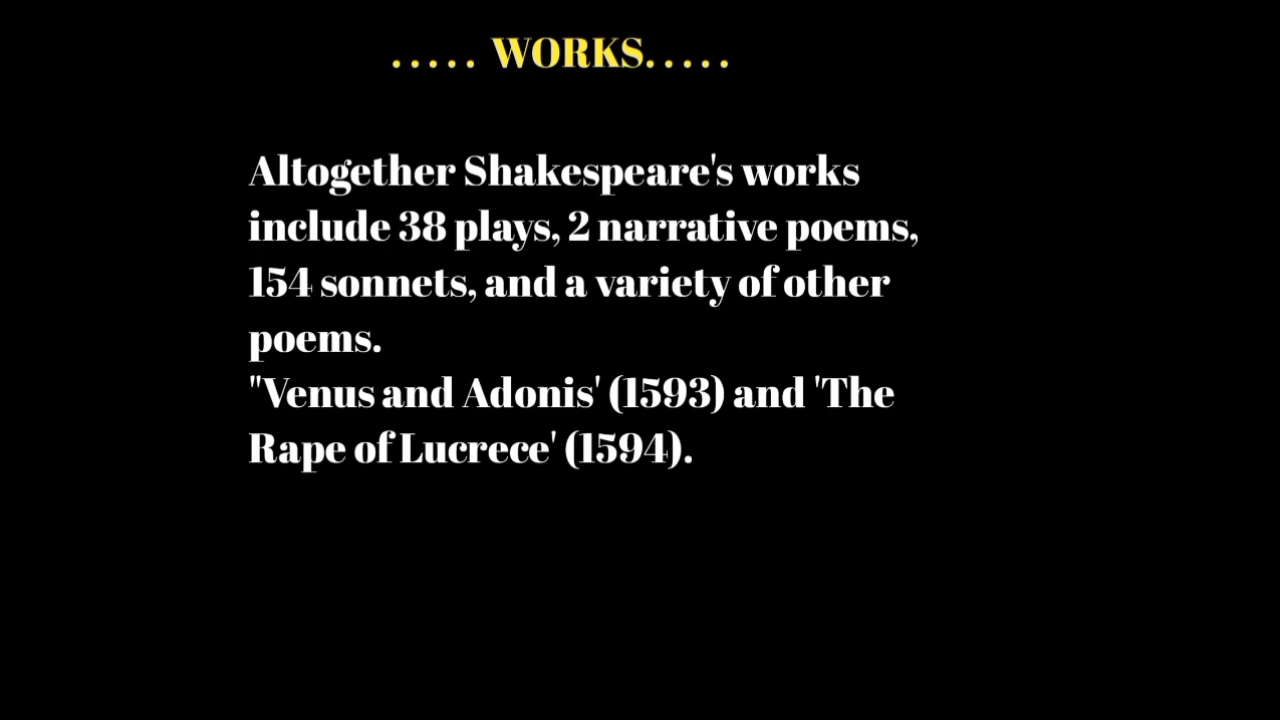 ..... WORKS.....
Altogether Shakespeare's works
include 38 plays, 2 narrative poems,
154 sonnets, and a variety of other
poems.
"Venus and Adonis' (1593) and 'The
Rape of Lucrece' (1594).